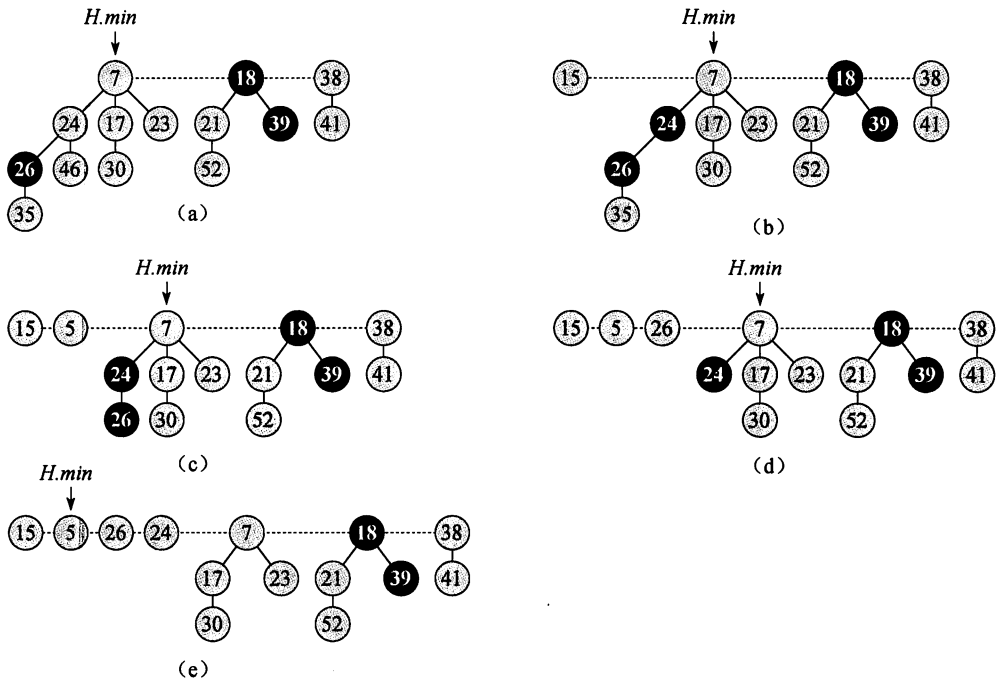 H.min H.min
7 18 38 15 7 18 38
24 17 23 21 39 41 24 17 23 21 39 41
26 46 30 52 26 30 52
35 35
（a） （b）
H.min H.min
15 5 7 18 38 15 5 26 7 18 38
24 17 23 21 39 41 24 17 23 21 39 41
26 30 52 30 52
（c） （d）
H.min
15 5 26 24 7 18 38
17 23 21 39 41
30 52
（e）